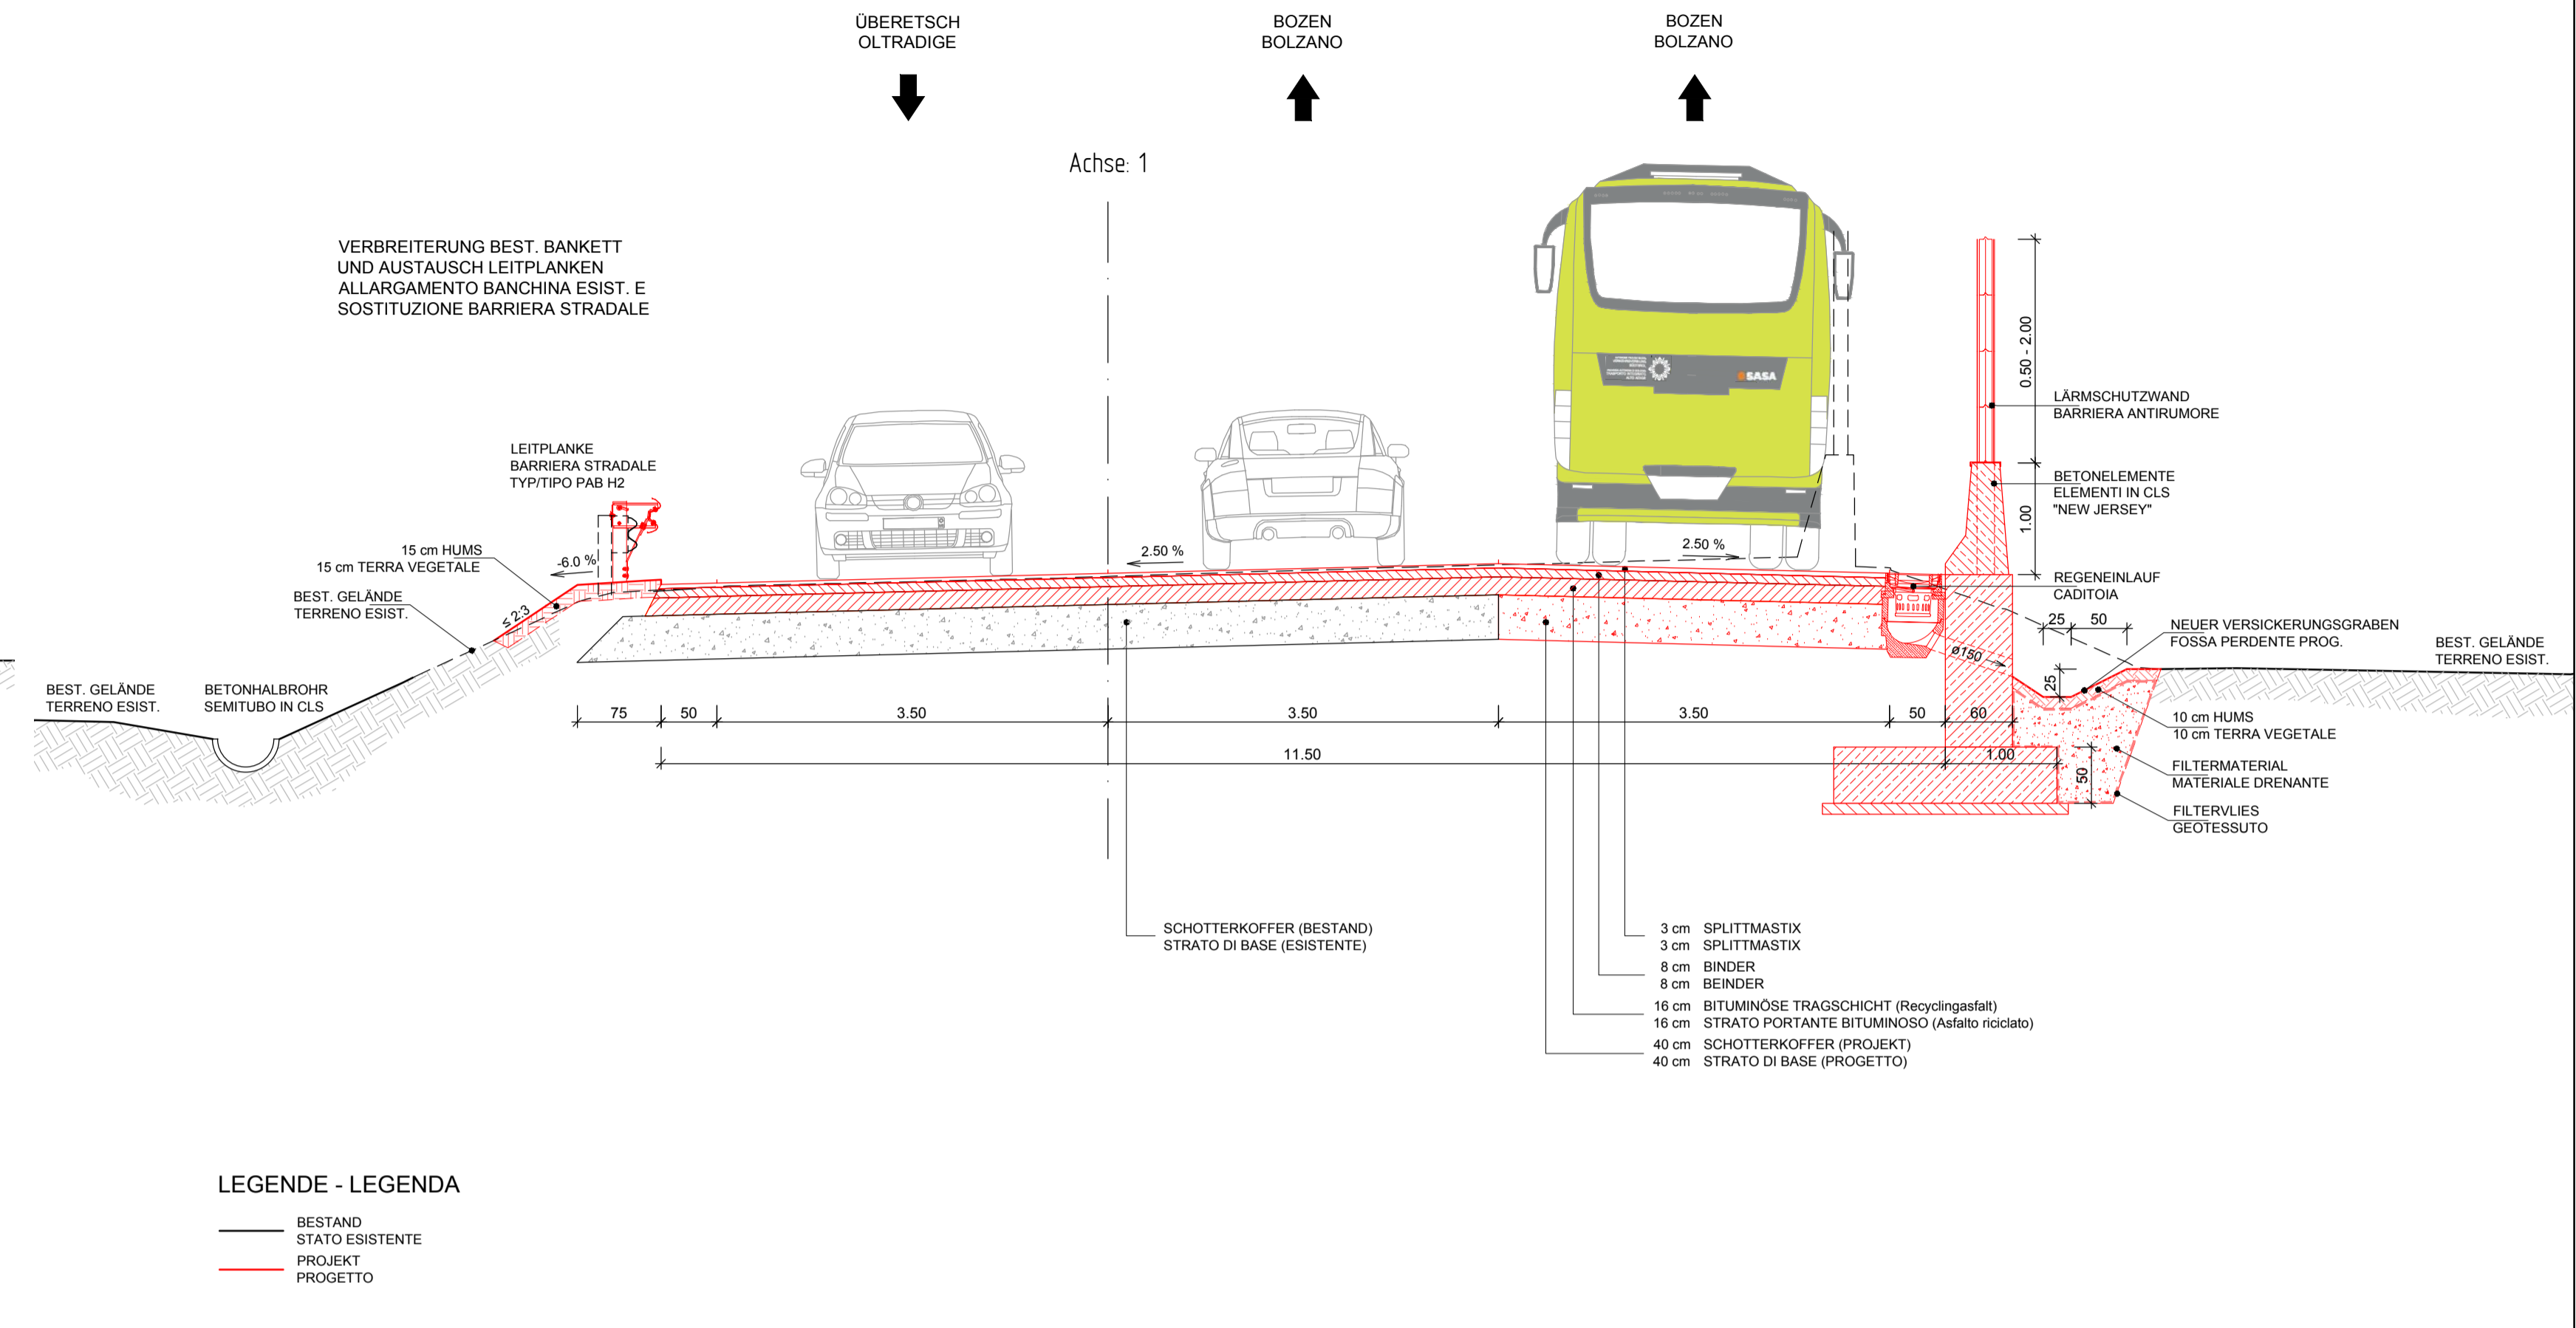 ÜBERETSCH
OLTRADIGE
BOZEN
BOLZANO
BOZEN
BOLZANO
Achse: 1
VERBREITERUNG BEST. BANKETT
UND AUSTAUSCH LEITPLANKEN
ALLARGAMENTO BANCHINA ESIST. E
SOSTITUZIONE BARRIERA STRADALE
LEITPLANKE
BARRIERA STRADALE
TYP/TIPO PAB H2
15 cm HUMS
15 cm TERRA VEGETALE
-6.0 %
BEST. GELÄNDE
TERRENO ESIST.
≤ 2:3
BEST. GELÄNDE
TERRENO ESIST.
BETONHALBROHR
SEMITUBO IN CLS
2.50 %
2.50 %
SASA
0.50 - 2.00
1.00
LÄRMSCHUTZWAND
BARRIERA ANTIRUMORE
BETONELEMENTE
ELEMENTI IN CLS
"NEW JERSEY"
REGENEINLAUF
CADITOIA
25
50
NEUER VERSICKERUNGSGRABEN
FOSSA PERDENTE PROG.
BEST. GELÄNDE
TERRENO ESIST.
ø150
25
10 cm HUMS
10 cm TERRA VEGETALE
FILTERMATERIAL
MATERIALE DRENANTE
FILTERVLIES
GEOTESSUTO
75
50
3.50
3.50
3.50
50
60
11.50
1.00
50
SCHOTTERKOFFER (BESTAND)
STRATO DI BASE (ESISTENTE)
3 cm SPLITTMASTIX
3 cm SPLITTMASTIX
8 cm BINDER
8 cm BEINDER
16 cm BITUMINÖSE TRAGSCHICHT (Recyclingasfalt)
16 cm STRATO PORTANTE BITUMINOSO (Asfalto riciclato)
40 cm SCHOTTERKOFFER (PROJEKT)
40 cm STRATO DI BASE (PROGETTO)
LEGENDE - LEGENDA
BESTAND
STATO ESISTENTE
PROJEKT
PROGETTO